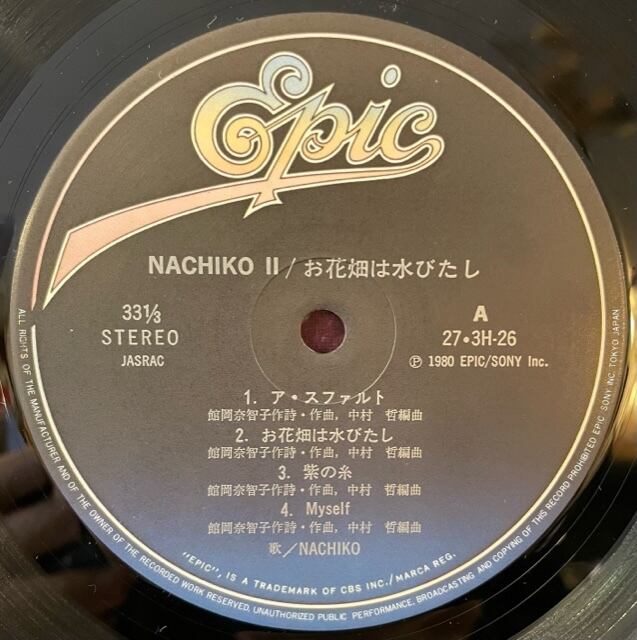 Epic
NACHIKO II / お花畑は水びたし
33⅓
STEREO
JASRAC
A
27・3H-26
Ⓟ 1980 EPIC/SONY Inc.
1. ア・スファルト
館岡奈智子作詩・作曲, 中村 哲編曲
2. お花畑は水びたし
館岡奈智子作詩・作曲, 中村 哲編曲
3. 紫の糸
館岡奈智子作詩・作曲, 中村 哲編曲
4. Myself
館岡奈智子作詩・作曲, 中村 哲編曲
歌／NACHIKO
"EPIC", IS A TRADEMARK OF CBS INC./MARCA REG.
ALL RIGHTS OF THE MANUFACTURER AND OF THE OWNER OF THE RECORDED WORK RESERVED. UNAUTHORIZED PUBLIC PERFORMANCE. BROADCASTING AND COPYING OF THIS RECORD PROHIBITED EPIC SONY INC. TOKYO JAPAN